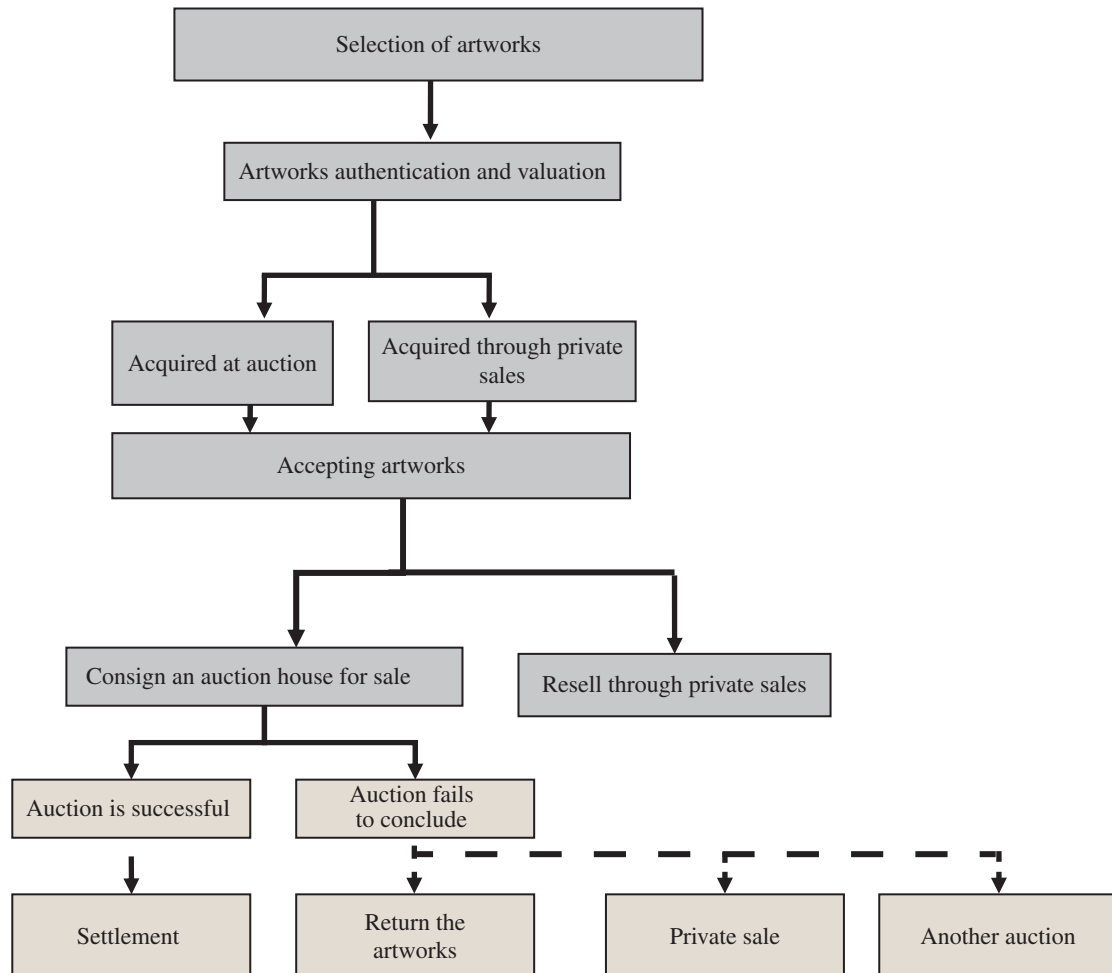 Selection of artworks
Artworks authentication and valuation
Acquired at auction
Acquired through private
sales
Accepting artworks
Consign an auction house for sale
Resell through private sales
Auction is successful
Auction fails
to conclude
Settlement
Return the
artworks
Private sale
Another auction